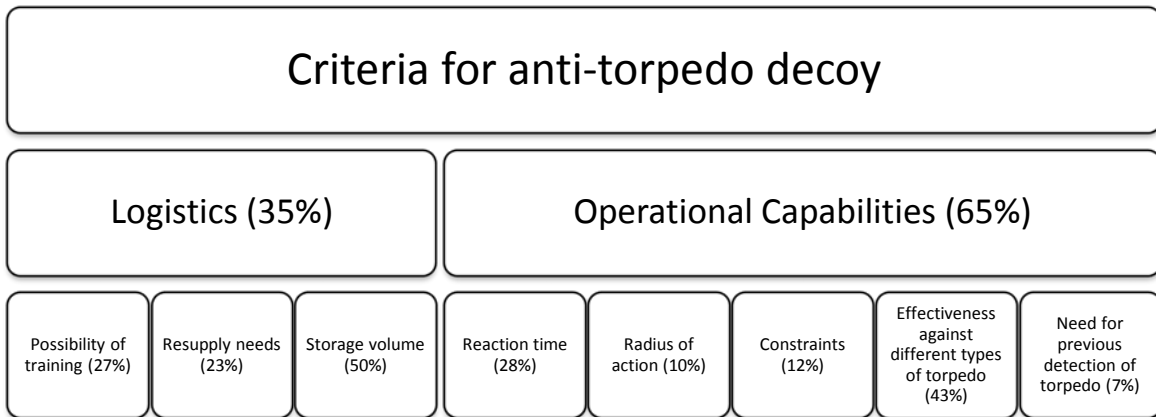 Criteria for anti-torpedo decoy
Logistics (35%)
Operational Capabilities (65%)
Possibility of
training (27%)
Resupply needs
(23%)
Storage volume
(50%)
Reaction time
(28%)
Radius of
action (10%)
Constraints
(12%)
Effectiveness
against
different types
of torpedo
(43%)
Need for
previous
detection of
torpedo (7%)